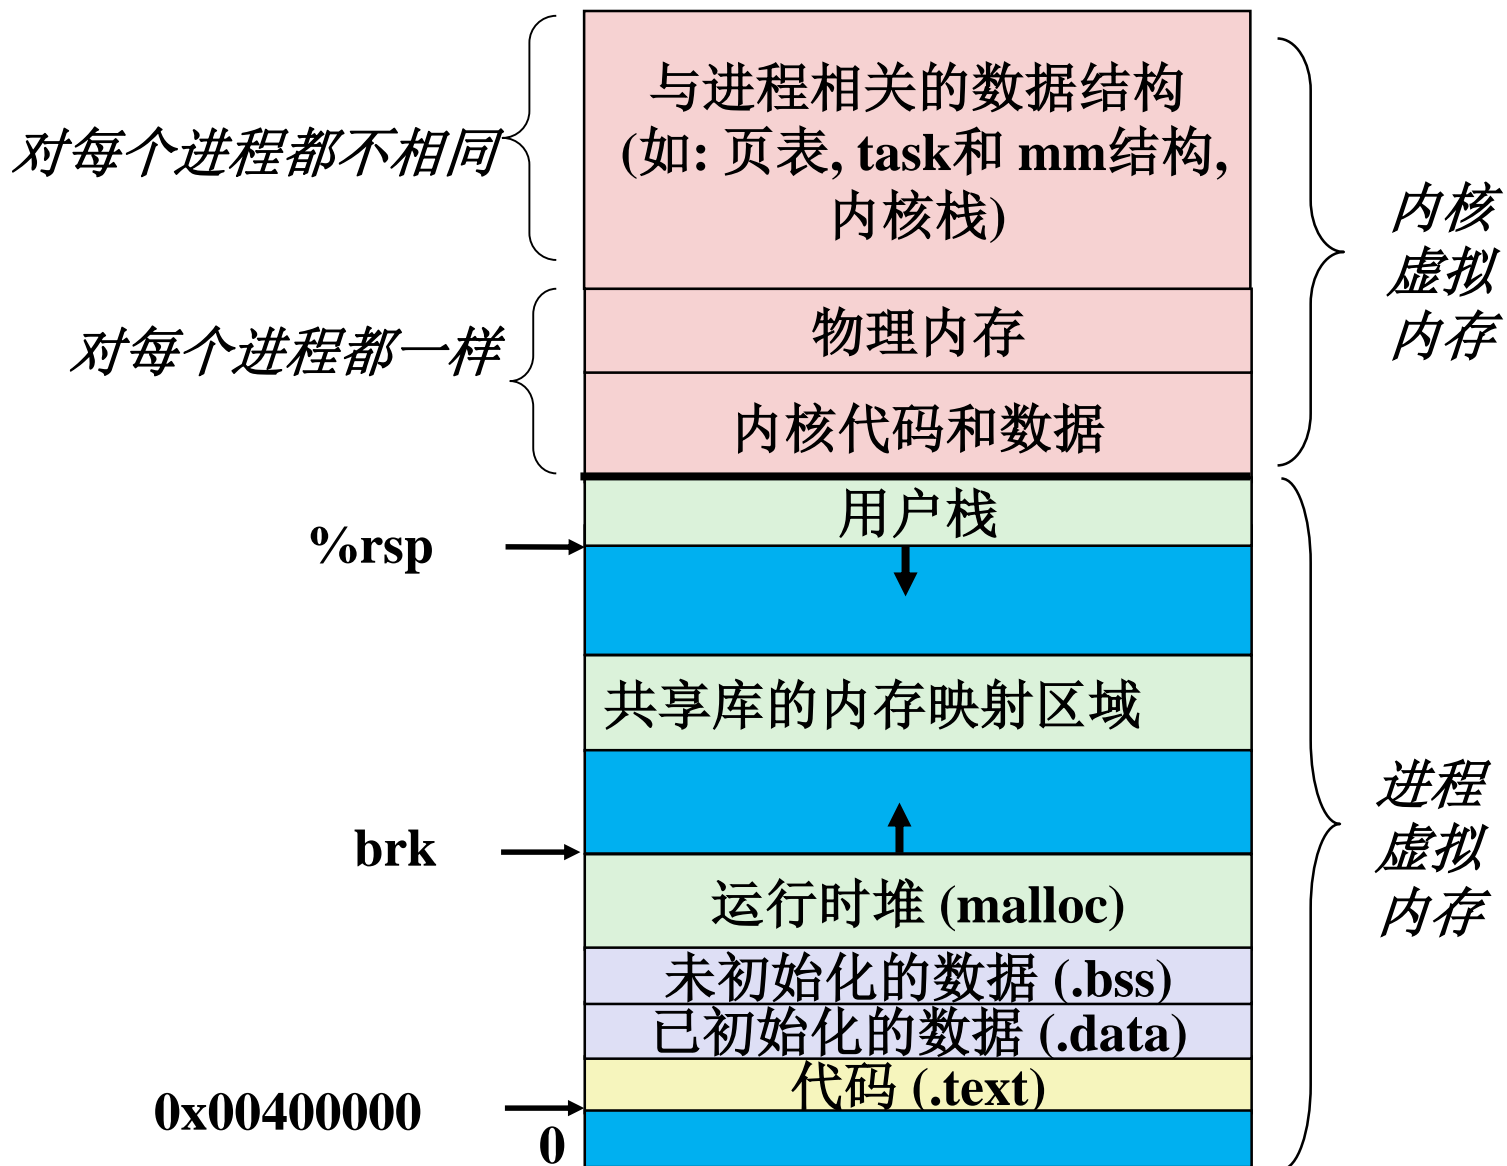 与进程相关的数据结构
(如: 页表, task和 mm结构,
内核栈)
对每个进程都不相同
内核
虚拟
内存
物理内存
对每个进程都一样
内核代码和数据
用户栈
%rsp
共享库的内存映射区域
进程
虚拟
内存
brk
运行时堆 (malloc)
未初始化的数据 (.bss)
已初始化的数据 (.data)
代码 (.text)
0x00400000
0